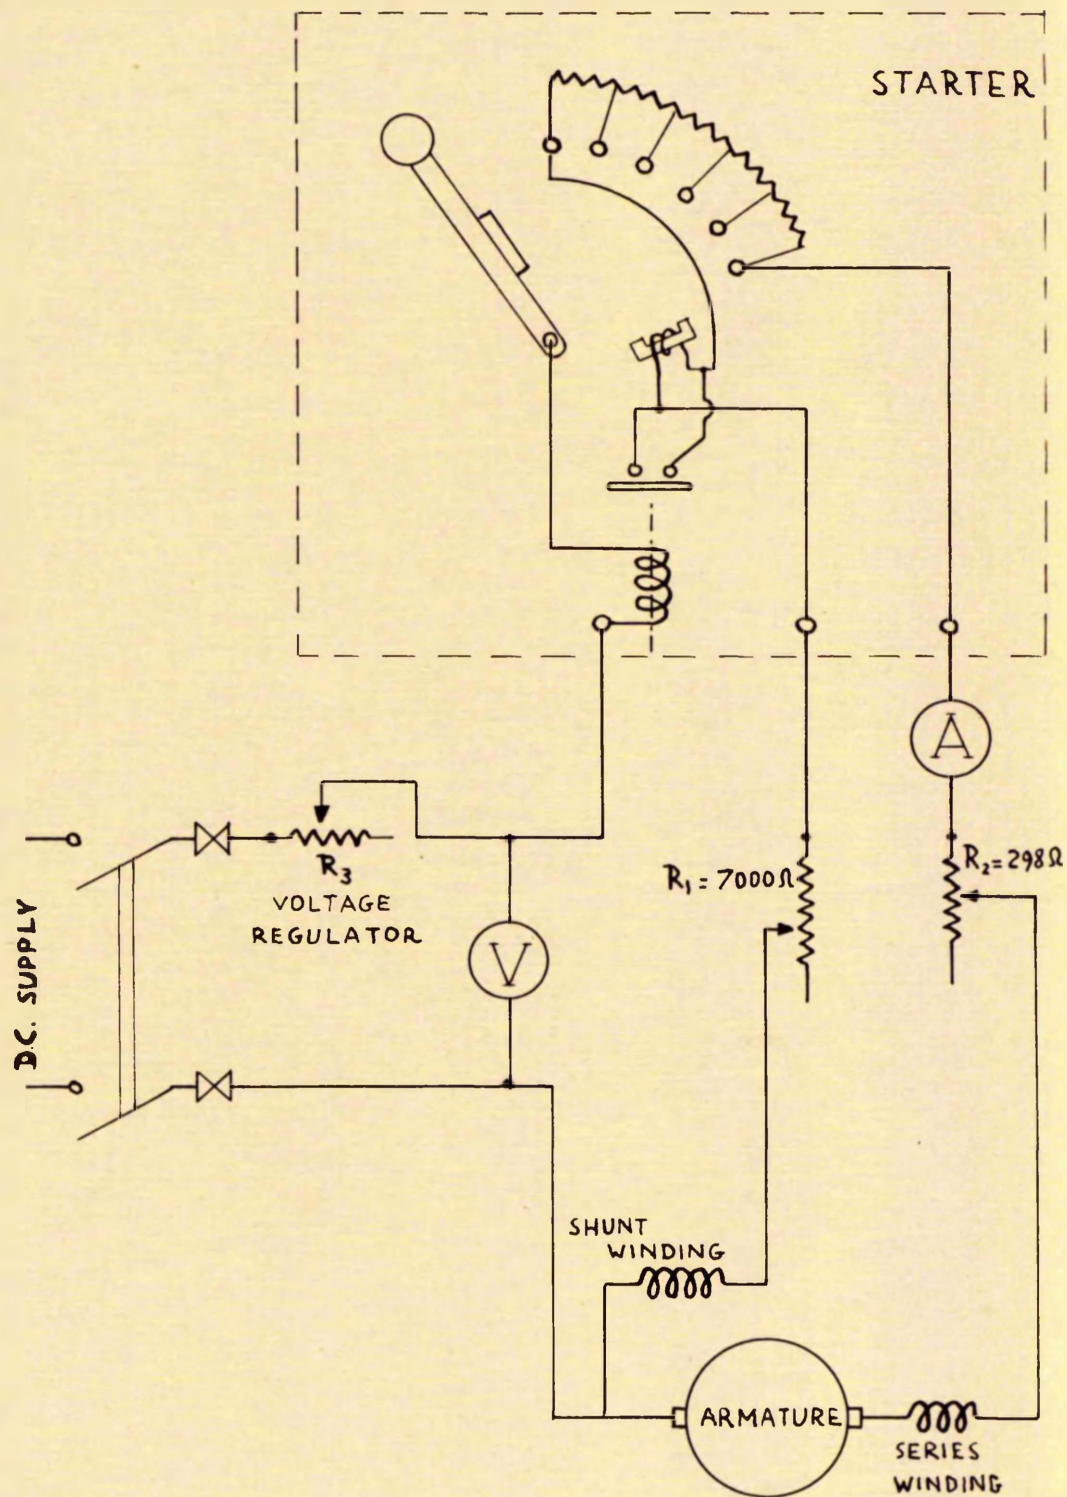 STARTER
A
R₃
VOLTAGE
REGULATOR
R₁ = 7000Ω
R₂ = 298Ω
V
D.C. SUPPLY
SHUNT
WINDING
ARMATURE
SERIES
WINDING